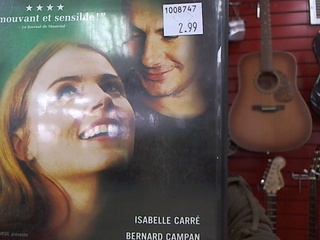 1008747
2.99
mouvant et sensible!"
Le Journal de Montréal
ISABELLE CARRÉ
BERNARD CAMPAN